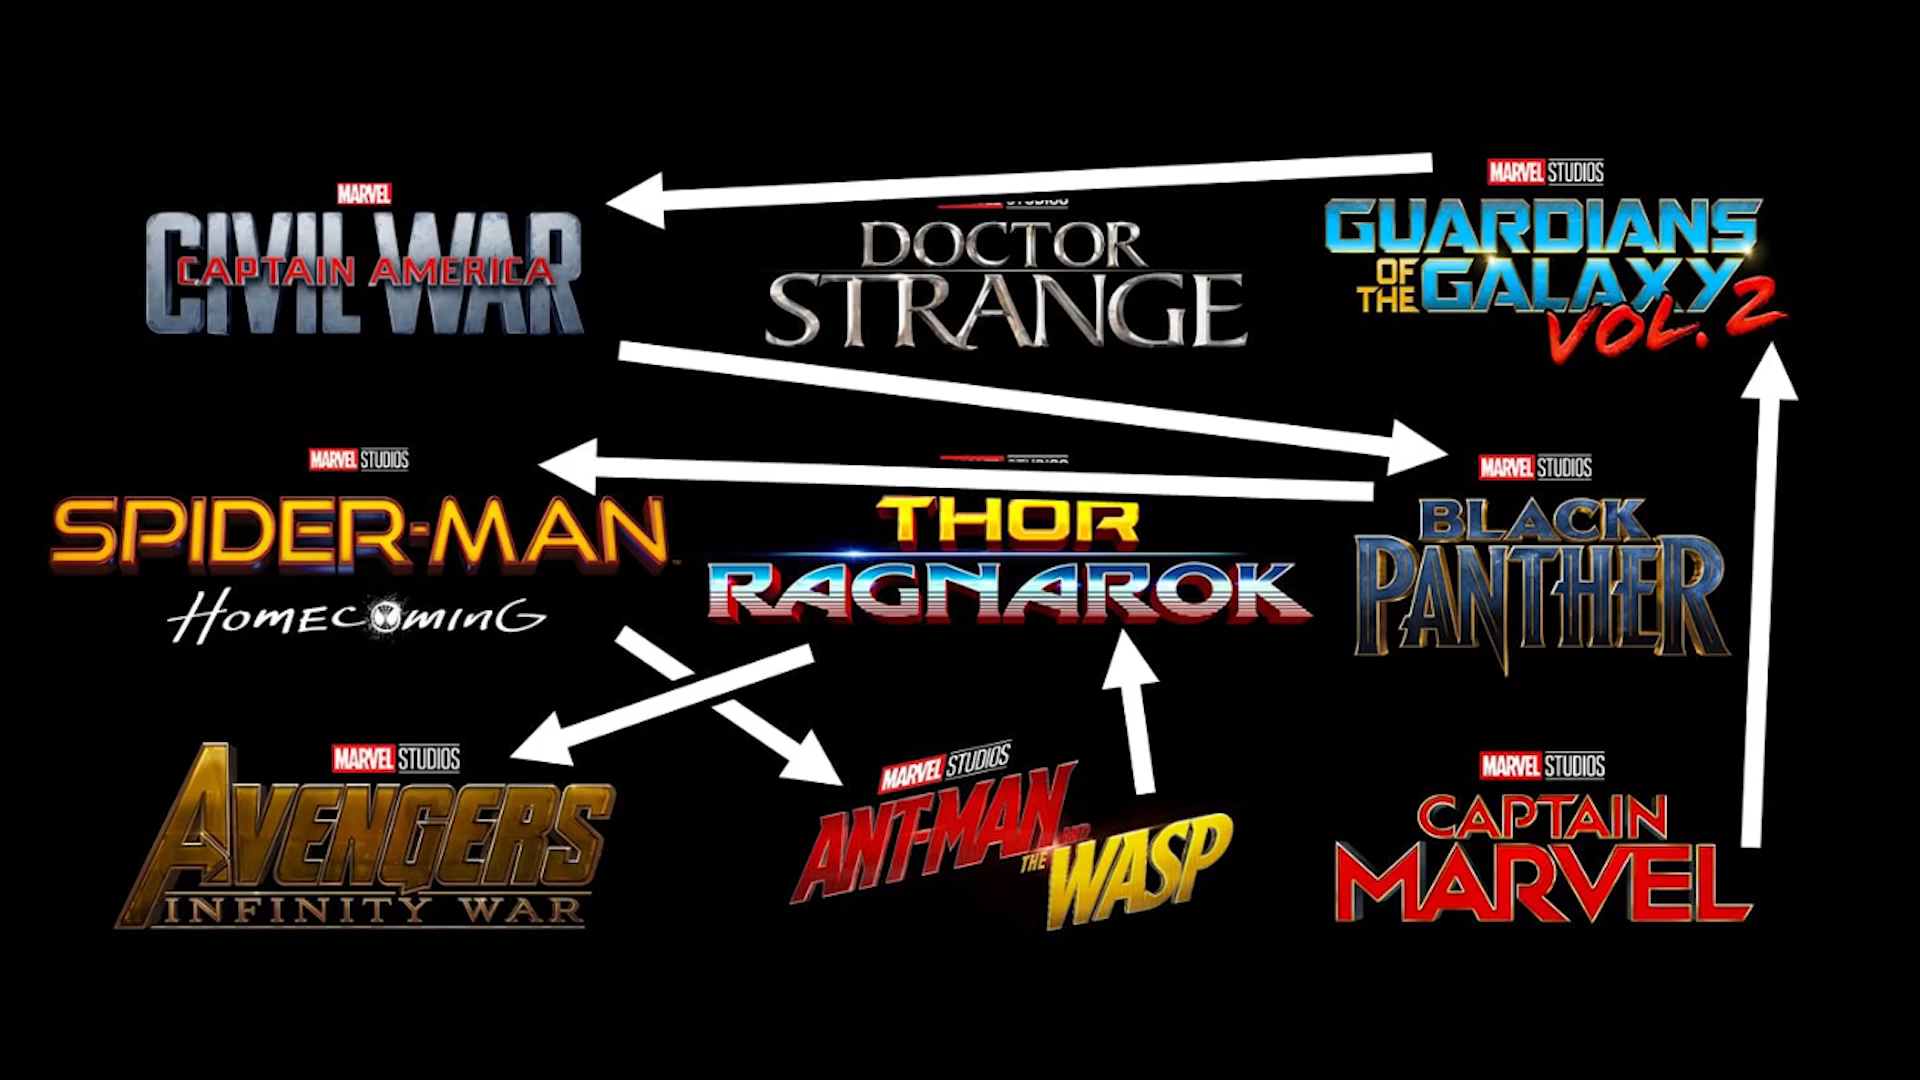 MARVEL
CIVIL WAR
CAPTAIN AMERICA
STUDIOS
DOCTOR
STRANGE
MARVEL STUDIOS
GUARDIANS
OF THE GALAXY
VOL. 2
MARVEL STUDIOS
SPIDER-MAN
HOMECOMING
STUDIOS
THOR
RAGNAROK
MARVEL STUDIOS
BLACK
PANTHER
MARVEL STUDIOS
AVENGERS
INFINITY WAR
MARVEL STUDIOS
ANT-MAN
AND THE WASP
MARVEL STUDIOS
CAPTAIN
MARVEL